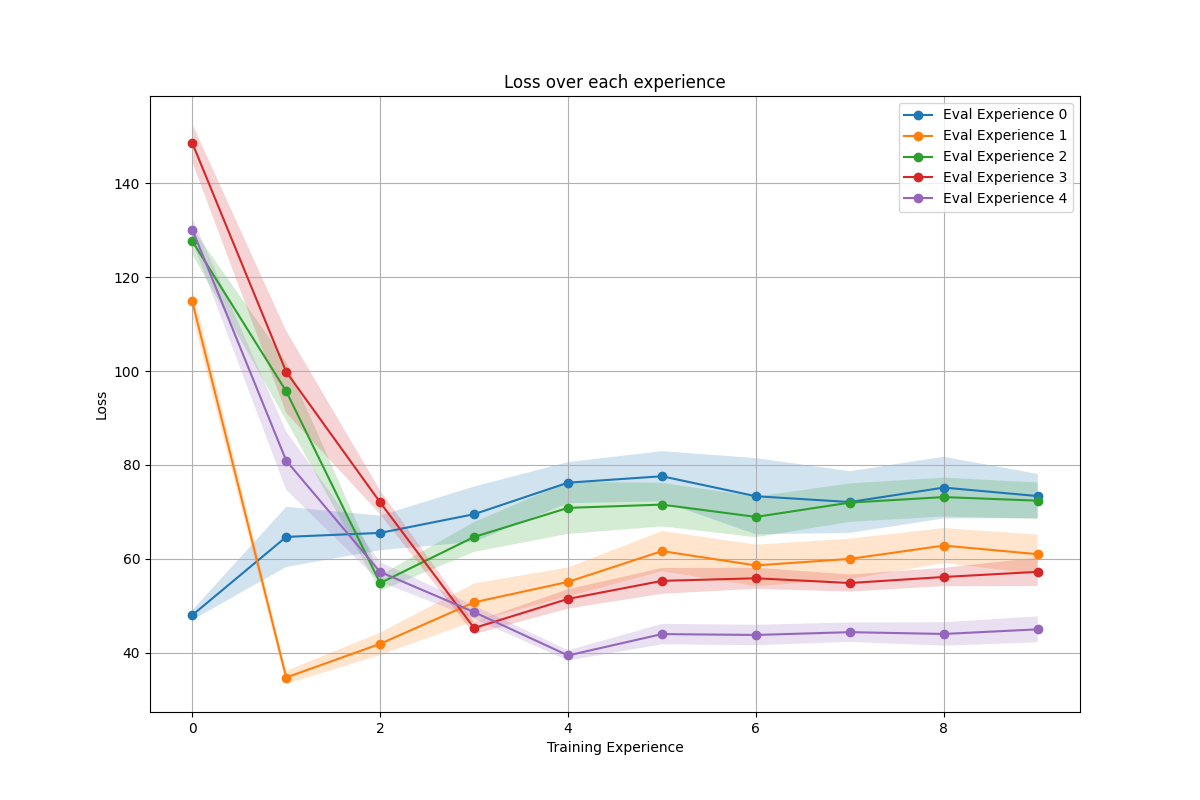 Loss over each experience
Eval Experience 0
Eval Experience 1
Eval Experience 2
Eval Experience 3
Eval Experience 4
Loss
140
120
100
80
60
40
0 2 4 6 8
Training Experience